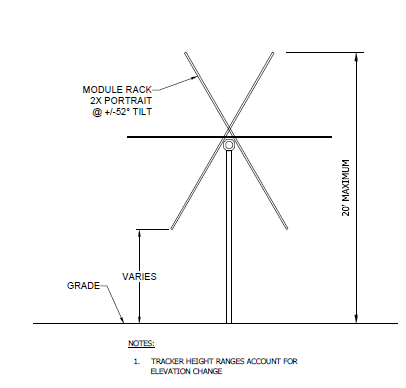 MODULE RACK
2X PORTRAIT
@ +/-52° TILT
20' MAXIMUM
VARIES
GRADE
NOTES:
1. TRACKER HEIGHT RANGES ACCOUNT FOR
ELEVATION CHANGE